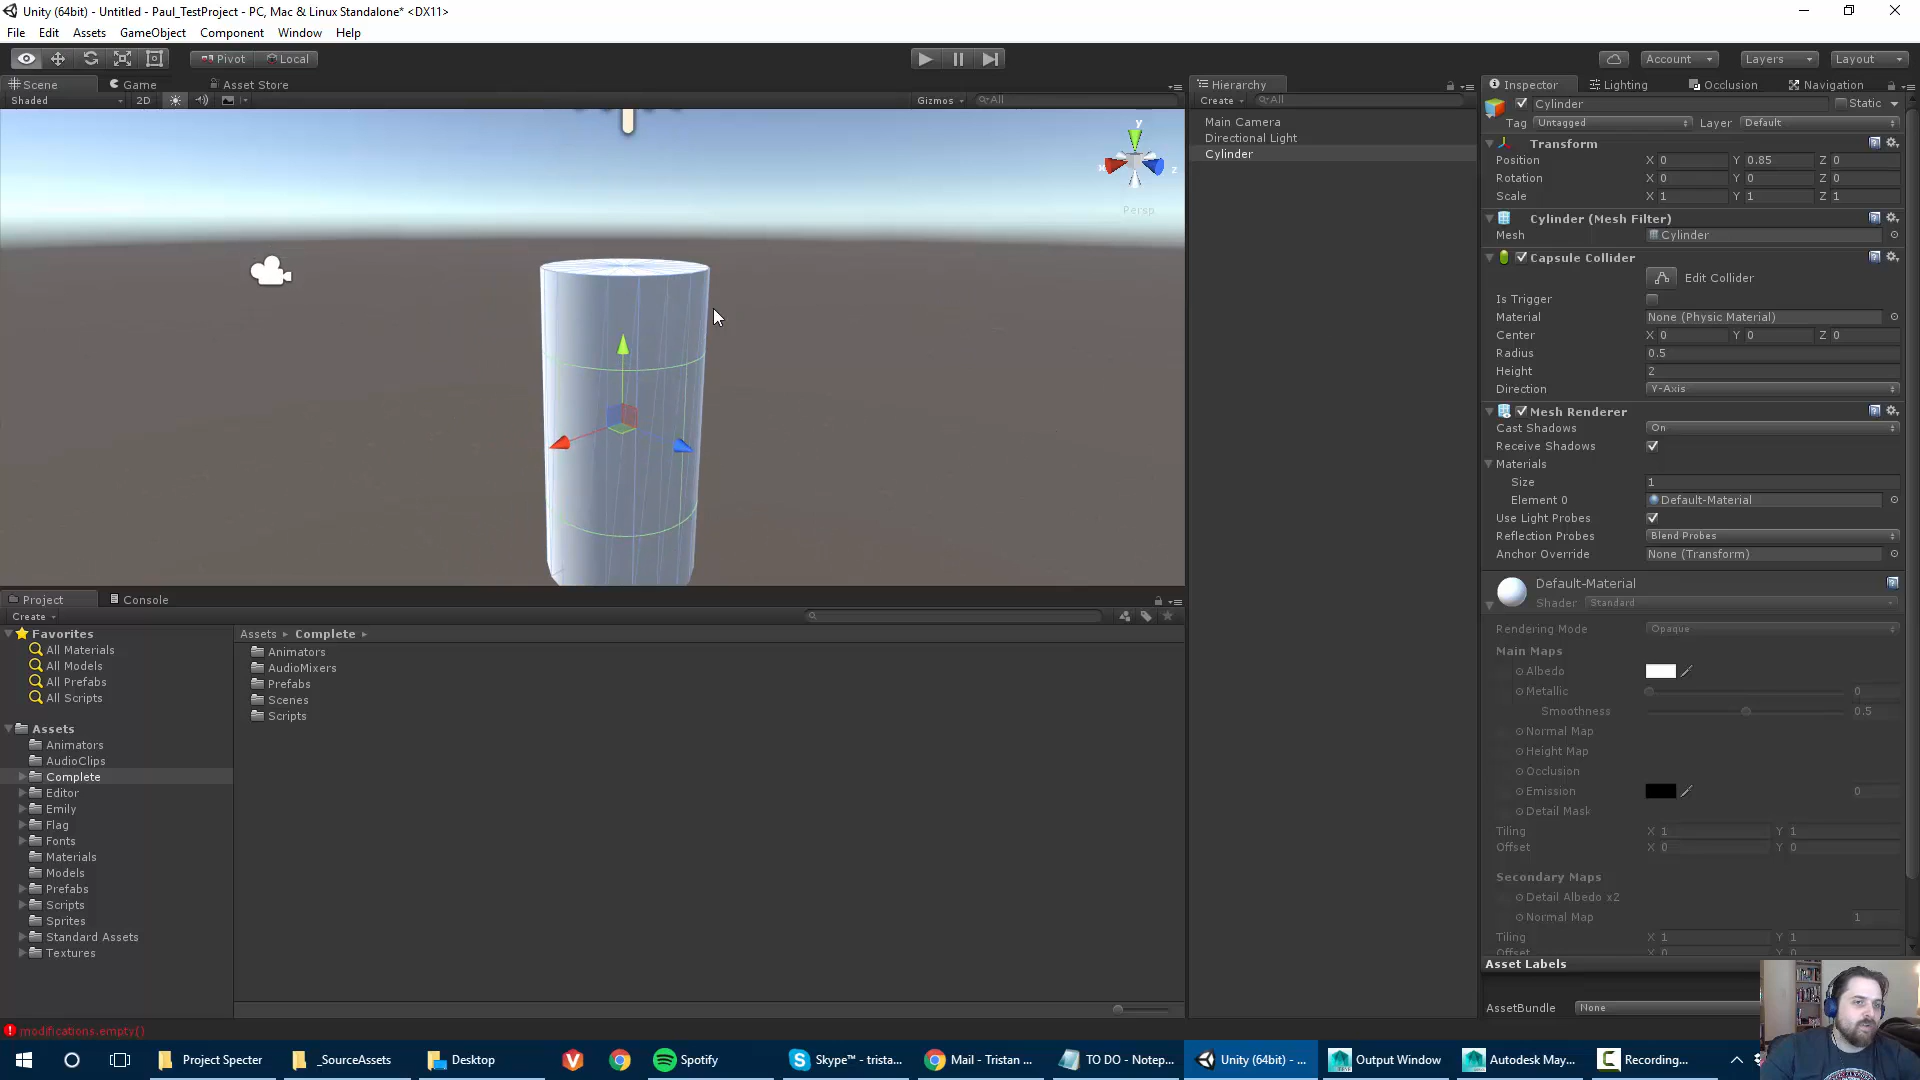 Unity (64bit) - Untitled - Paul_TestProject - PC, Mac & Linux Standalone* <DX11>
File Edit Assets GameObject Component Window Help
Pivot Local
Account Layers Layout
Scene Game Asset Store
Shaded 2D Gizmos All
y
x
z
Persp
Hierarchy
Create All
Main Camera
Directional Light
Cylinder
Inspector Lighting Occlusion Navigation
Cylinder Static
Tag Untagged Layer Default
Transform
Position X 0 Y 0.85 Z 0
Rotation X 0 Y 0 Z 0
Scale X 1 Y 1 Z 1
Cylinder (Mesh Filter)
Mesh Cylinder
Capsule Collider
Edit Collider
Is Trigger
Material None (Physic Material)
Center X 0 Y 0 Z 0
Radius 0.5
Height 2
Direction Y-Axis
Mesh Renderer
Cast Shadows On
Receive Shadows
Materials
Size 1
Element 0 Default-Material
Use Light Probes
Reflection Probes Blend Probes
Anchor Override None (Transform)
Default-Material
Shader Standard
Rendering Mode Opaque
Main Maps
Albedo
Metallic 0
Smoothness 0.5
Normal Map
Height Map
Occlusion
Emission 0
Detail Mask
Tiling X 1 Y 1
Offset X 0 Y 0
Secondary Maps
Detail Albedo x2
Normal Map 1
Tiling X 1 Y 1
Offset X 0 Y 0
Asset Labels
AssetBundle None
Project Console
Create
Favorites
All Materials
All Models
All Prefabs
All Scripts
Assets
Animators
AudioClips
Complete
Editor
Emily
Flag
Fonts
Materials
Models
Prefabs
Scripts
Sprites
Standard Assets
Textures
Assets Complete
Animators
AudioMixers
Prefabs
Scenes
Scripts
modifications.empty()
Project Specter _SourceAssets Desktop Spotify Skype™ - trista... Mail - Tristan ... TO DO - Notep... Unity (64bit) - ... Output Window Autodesk May... Recording...